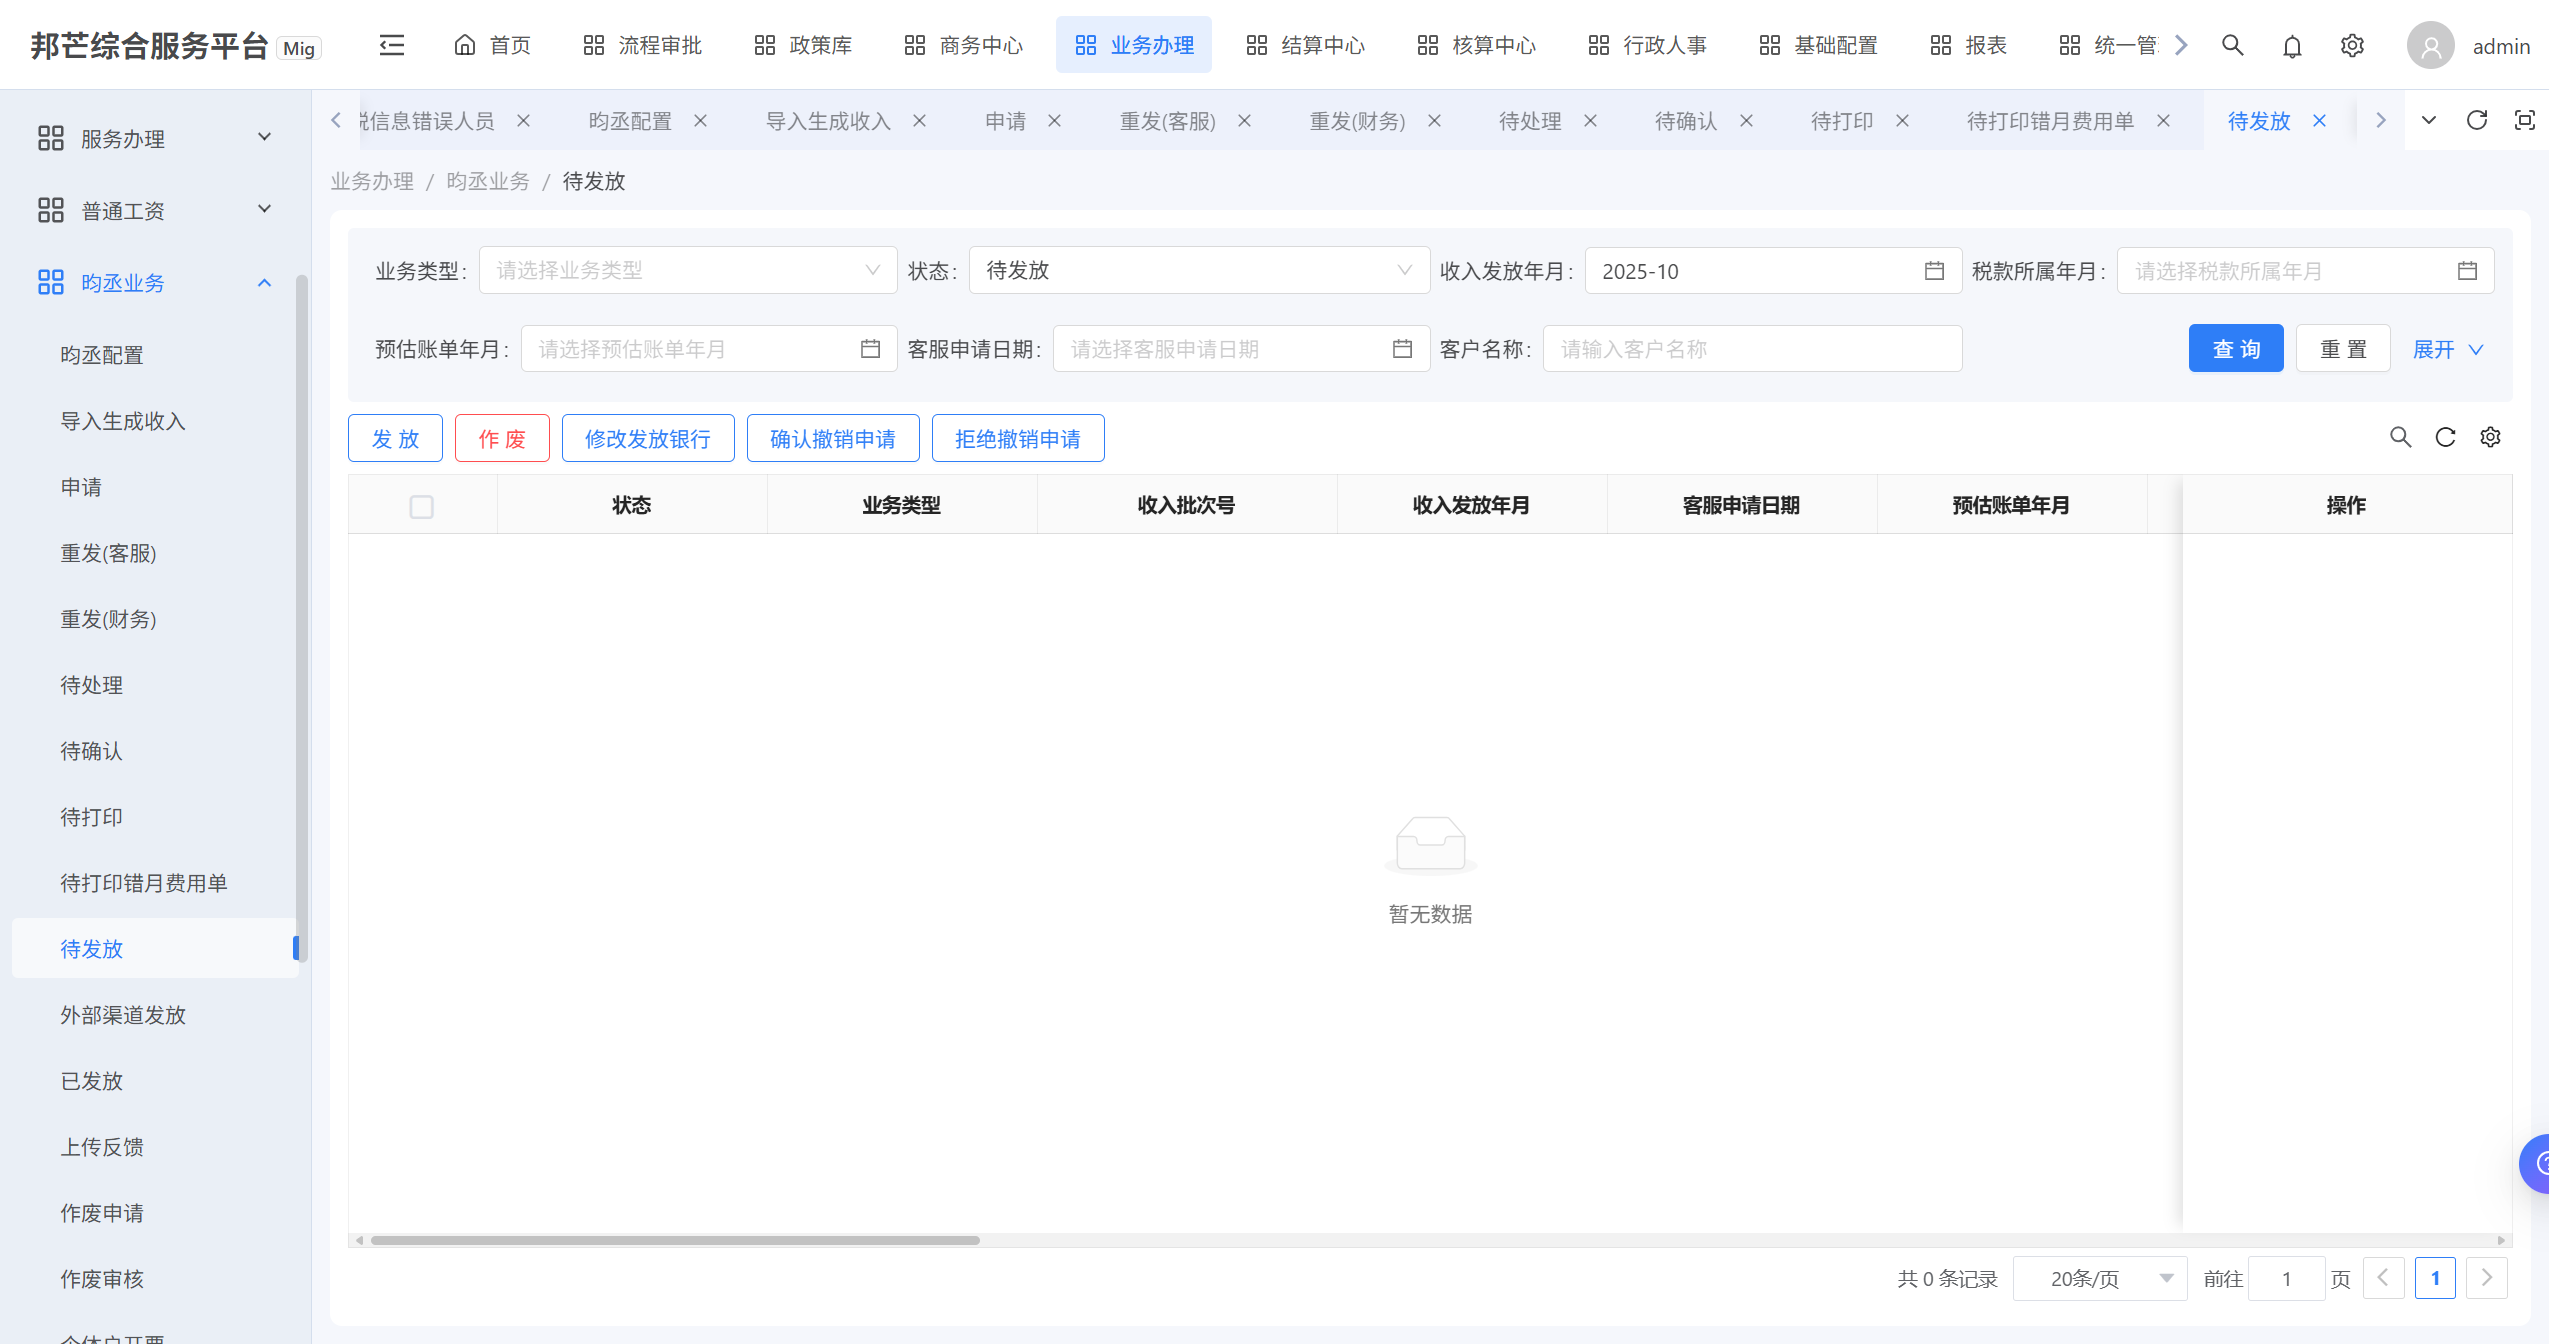 邦芒综合服务平台 Mig 首页 流程审批 政策库 商务中心 业务办理 结算中心 核算中心 行政人事 基础配置 报表 统一管 admin
服务办理
普通工资
昀丞业务
昀丞配置
导入生成收入
申请
重发(客服)
重发(财务)
待处理
待确认
待打印
待打印错月费用单
待发放
外部渠道发放
已发放
上传反馈
作废申请
作废审核
信息错误人员 昀丞配置 导入生成收入 申请 重发(客服) 重发(财务) 待处理 待确认 待打印 待打印错月费用单 待发放
业务办理 / 昀丞业务 / 待发放
业务类型: 请选择业务类型 状态: 待发放 收入发放年月: 2025-10 税款所属年月: 请选择税款所属年月
预估账单年月: 请选择预估账单年月 客服申请日期: 请选择客服申请日期 客户名称: 请输入客户名称 查询 重置 展开
发放 作废 修改发放银行 确认撤销申请 拒绝撤销申请
状态 业务类型 收入批次号 收入发放年月 客服申请日期 预估账单年月 操作
暂无数据
共 0 条记录 20条/页 前往 1 页 1